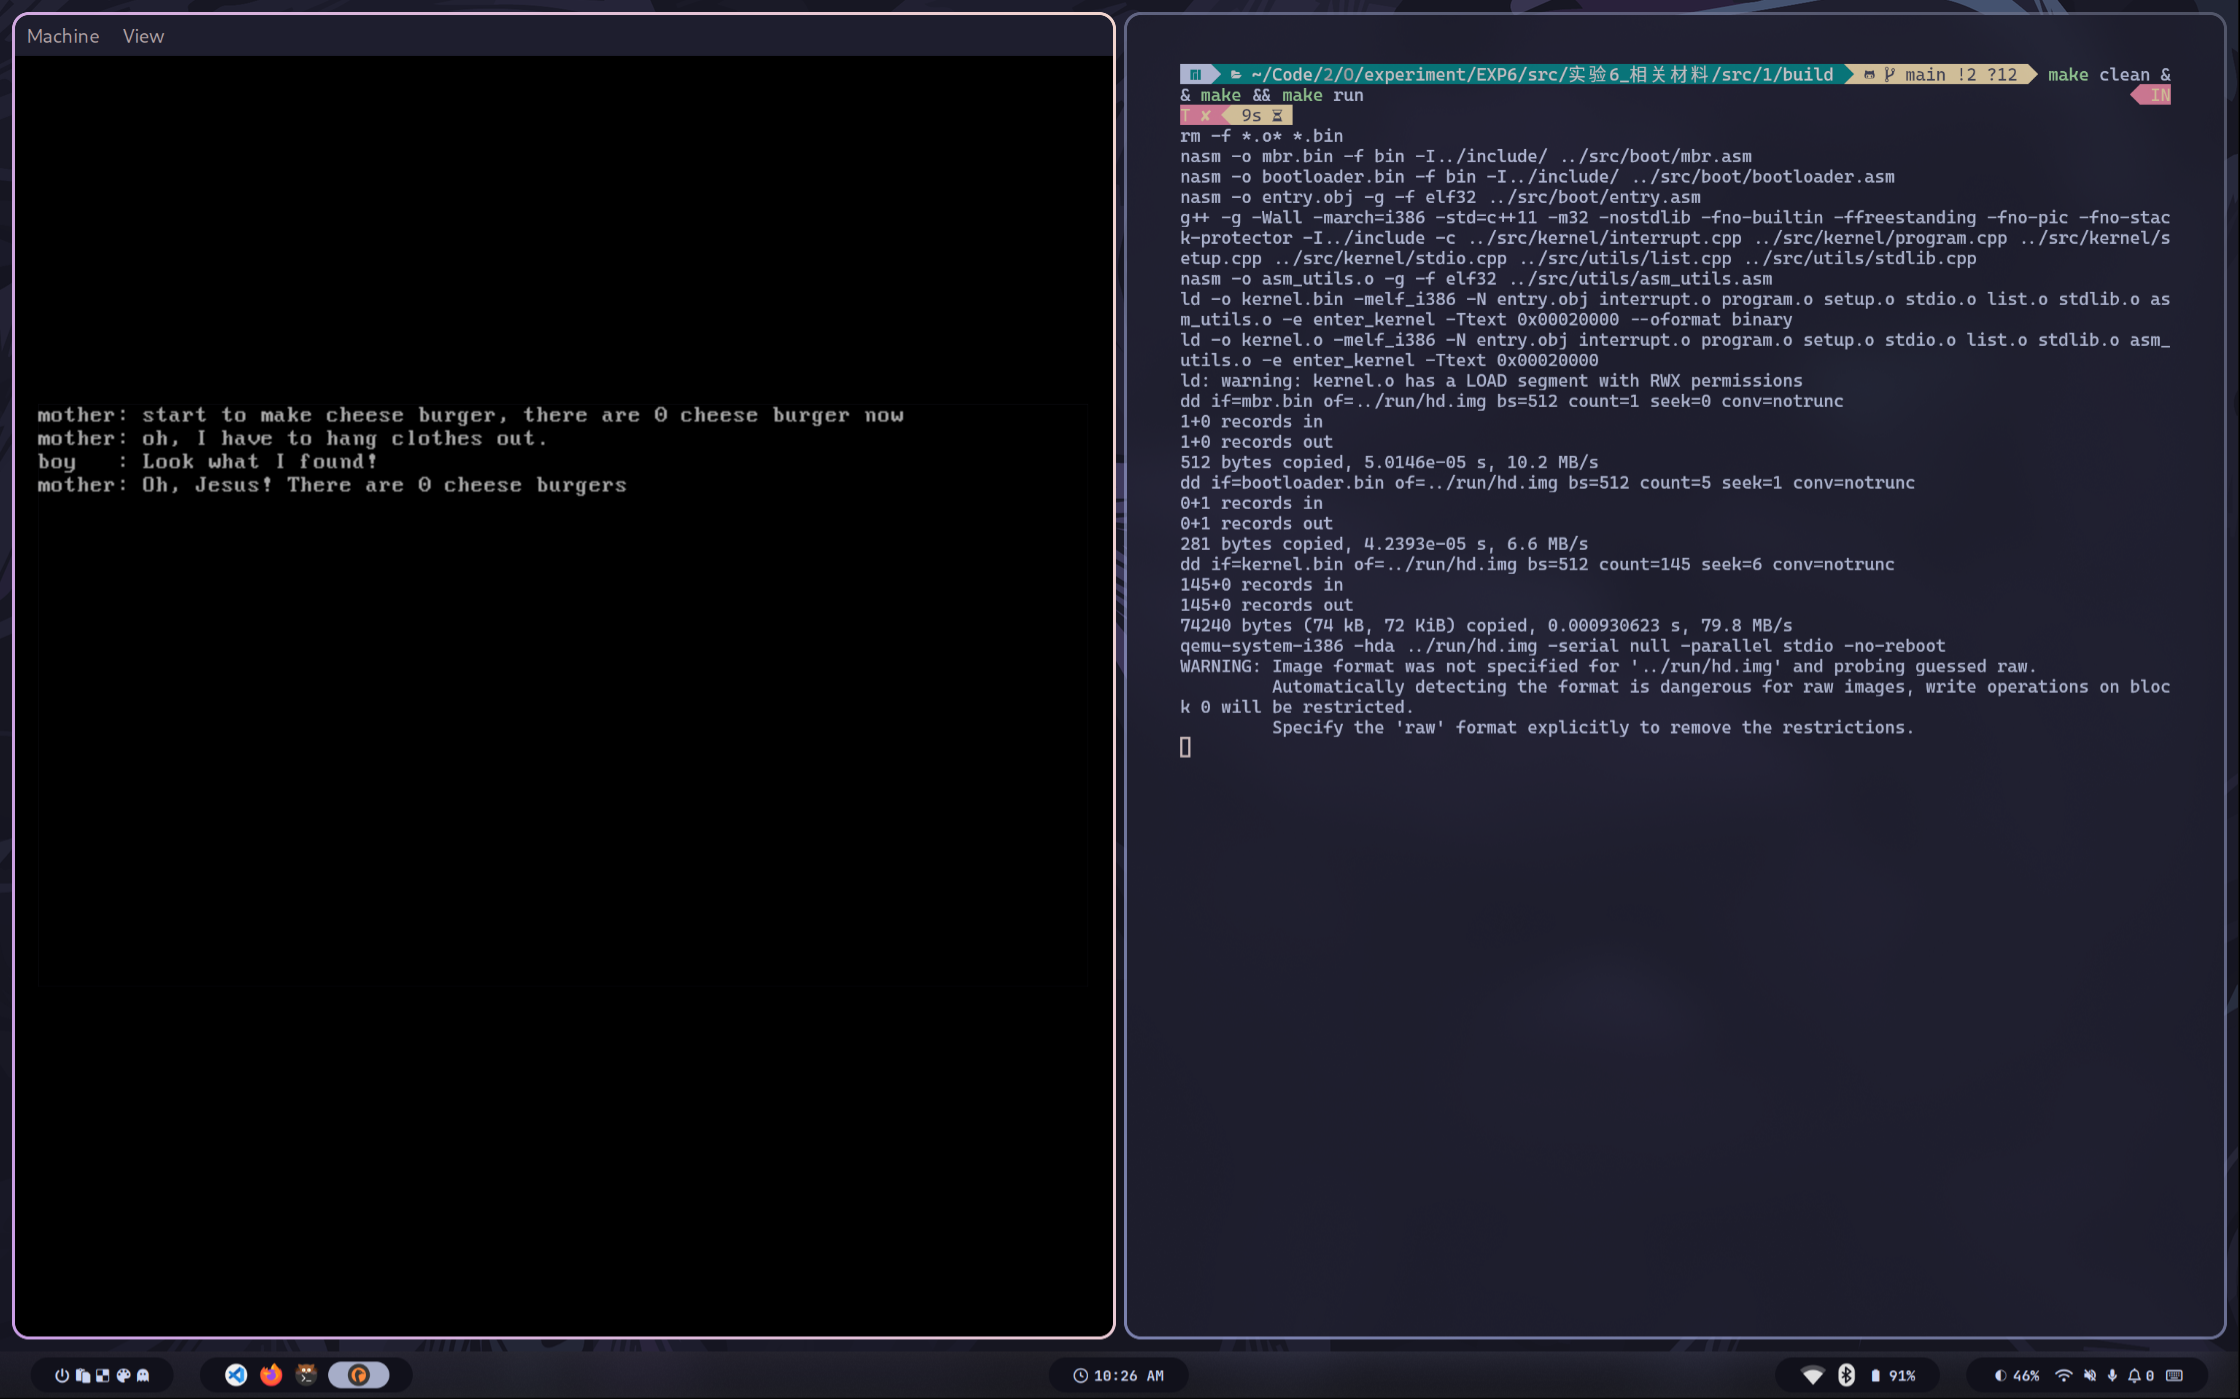 Machine View
mother: start to make cheese burger, there are 0 cheese burger now
mother: oh, I have to hang clothes out.
boy   : Look what I found!
mother: Oh, Jesus! There are 0 cheese burgers
~/Code/2/O/experiment/EXP6/src/实验6_相关材料/src/1/build main !2 ?12 make clean &
& make && make run IN
T ✘ 9s
rm -f *.o* *.bin
nasm -o mbr.bin -f bin -I../include/ ../src/boot/mbr.asm
nasm -o bootloader.bin -f bin -I../include/ ../src/boot/bootloader.asm
nasm -o entry.obj -g -f elf32 ../src/boot/entry.asm
g++ -g -Wall -march=i386 -std=c++11 -m32 -nostdlib -fno-builtin -ffreestanding -fno-pic -fno-stac
k-protector -I../include -c ../src/kernel/interrupt.cpp ../src/kernel/program.cpp ../src/kernel/s
etup.cpp ../src/kernel/stdio.cpp ../src/utils/list.cpp ../src/utils/stdlib.cpp
nasm -o asm_utils.o -g -f elf32 ../src/utils/asm_utils.asm
ld -o kernel.bin -melf_i386 -N entry.obj interrupt.o program.o setup.o stdio.o list.o stdlib.o as
m_utils.o -e enter_kernel -Ttext 0x00020000 --oformat binary
ld -o kernel.o -melf_i386 -N entry.obj interrupt.o program.o setup.o stdio.o list.o stdlib.o asm_
utils.o -e enter_kernel -Ttext 0x00020000
ld: warning: kernel.o has a LOAD segment with RWX permissions
dd if=mbr.bin of=../run/hd.img bs=512 count=1 seek=0 conv=notrunc
1+0 records in
1+0 records out
512 bytes copied, 5.0146e-05 s, 10.2 MB/s
dd if=bootloader.bin of=../run/hd.img bs=512 count=5 seek=1 conv=notrunc
0+1 records in
0+1 records out
281 bytes copied, 4.2393e-05 s, 6.6 MB/s
dd if=kernel.bin of=../run/hd.img bs=512 count=145 seek=6 conv=notrunc
145+0 records in
145+0 records out
74240 bytes (74 kB, 72 KiB) copied, 0.000930623 s, 79.8 MB/s
qemu-system-i386 -hda ../run/hd.img -serial null -parallel stdio -no-reboot
WARNING: Image format was not specified for '../run/hd.img' and probing guessed raw.
         Automatically detecting the format is dangerous for raw images, write operations on bloc
k 0 will be restricted.
         Specify the 'raw' format explicitly to remove the restrictions.
10:26 AM
91%
46% 0